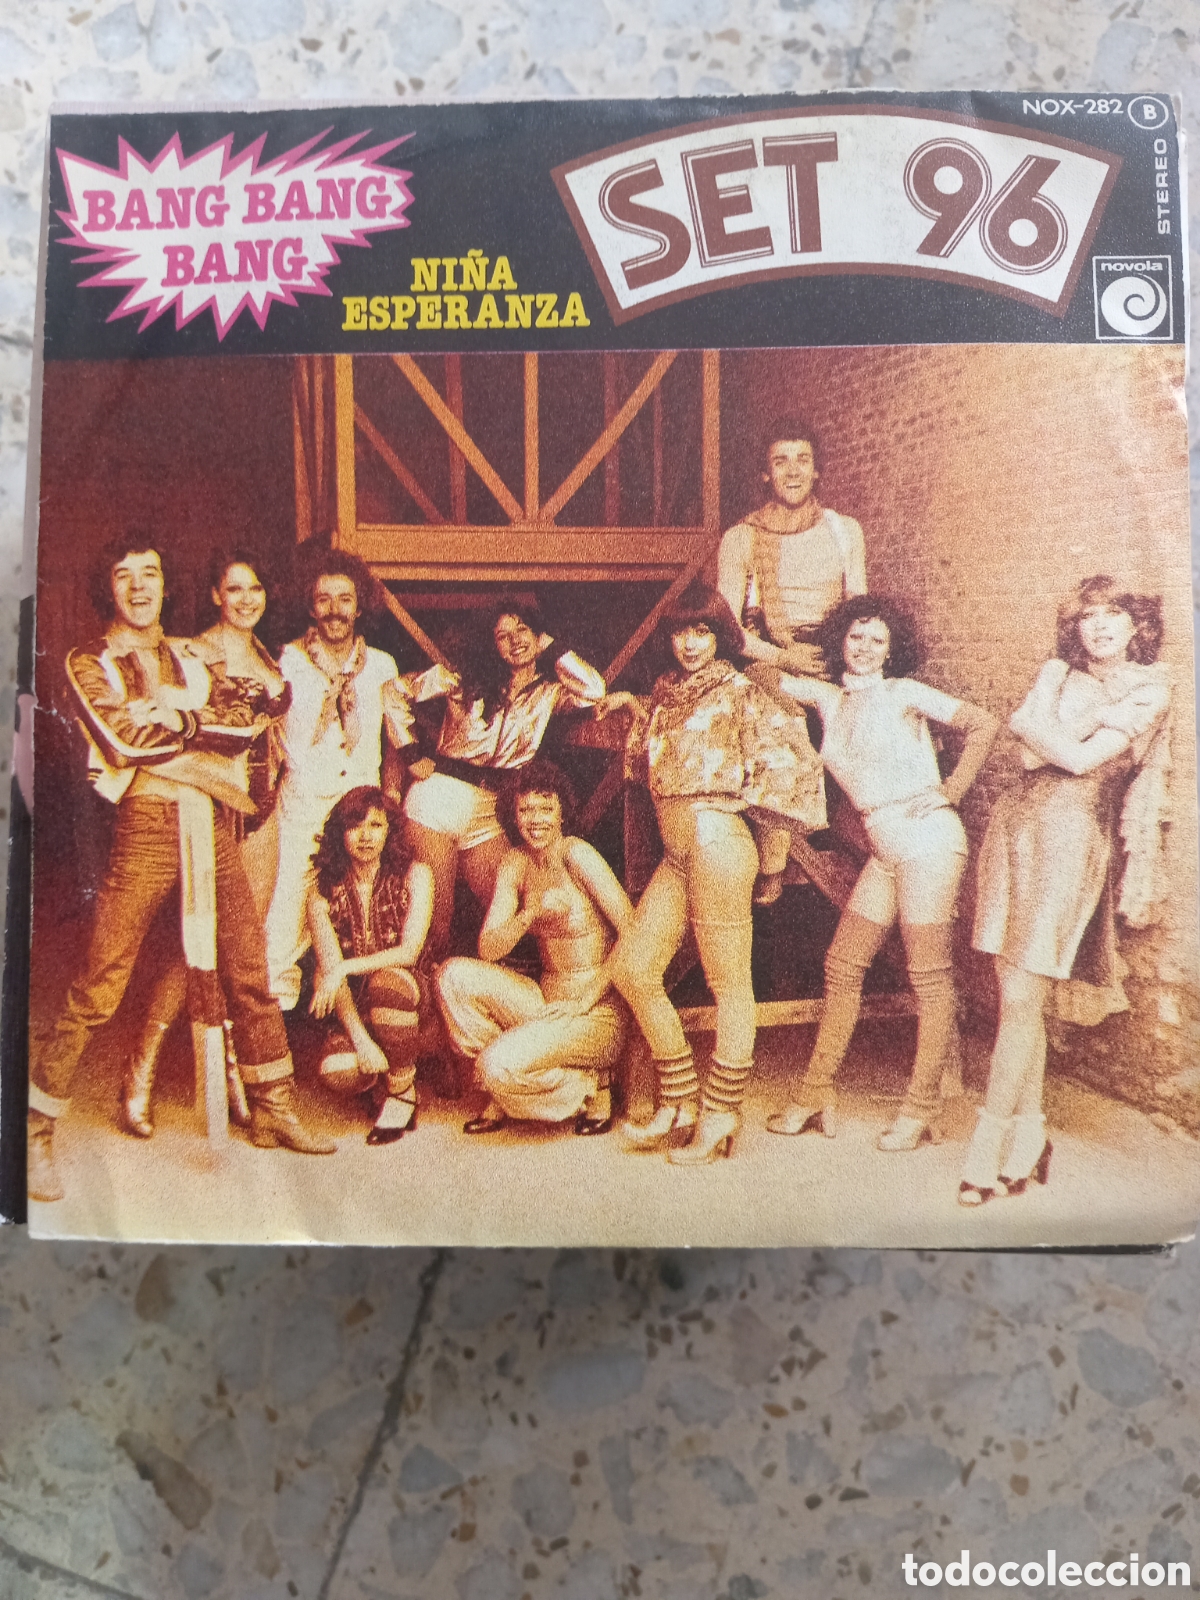 BANG BANG
BANG
NIÑA
ESPERANZA
SET 96
NOX-282 B
STEREO
novola
todocoleccion